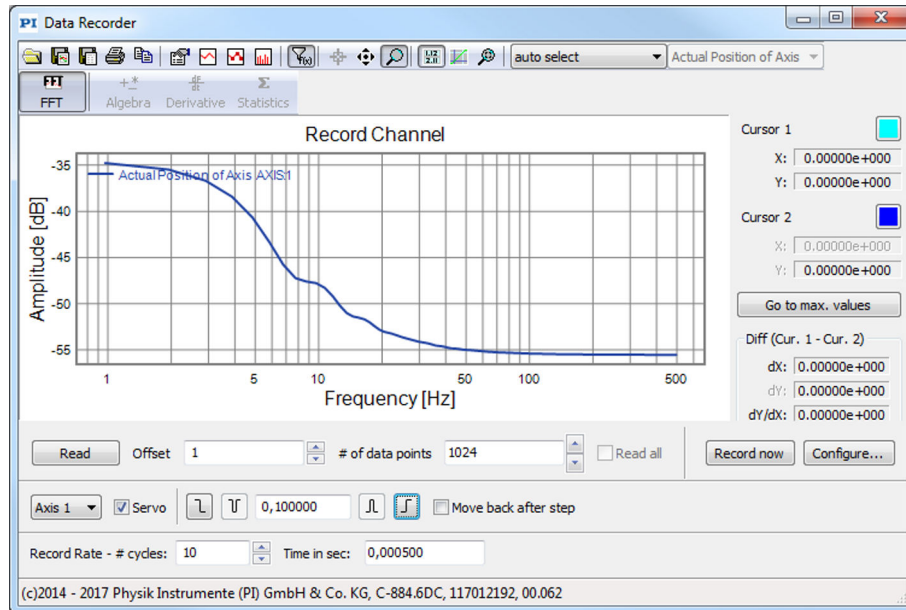 PI Data Recorder
F(x) auto select Actual Position of Axis
FFT
FFT Algebra Derivative Statistics
Record Channel
Actual Position of Axis AXIS:1
Amplitude [dB]
-35
-40
-45
-50
-55
1 5 10 50 100 500
Frequency [Hz]
Cursor 1
X: 0.00000e+000
Y: 0.00000e+000
Cursor 2
X: 0.00000e+000
Y: 0.00000e+000
Go to max. values
Diff (Cur. 1 - Cur. 2)
dX: 0.00000e+000
dY: 0.00000e+000
dY/dX: 0.00000e+000
Read Offset 1 # of data points 1024 Read all Record now Configure...
Axis 1 Servo 0,100000 Move back after step
Record Rate - # cycles: 10 Time in sec: 0,000500
(c)2014 - 2017 Physik Instrumente (PI) GmbH & Co. KG, C-884.6DC, 117012192, 00.062